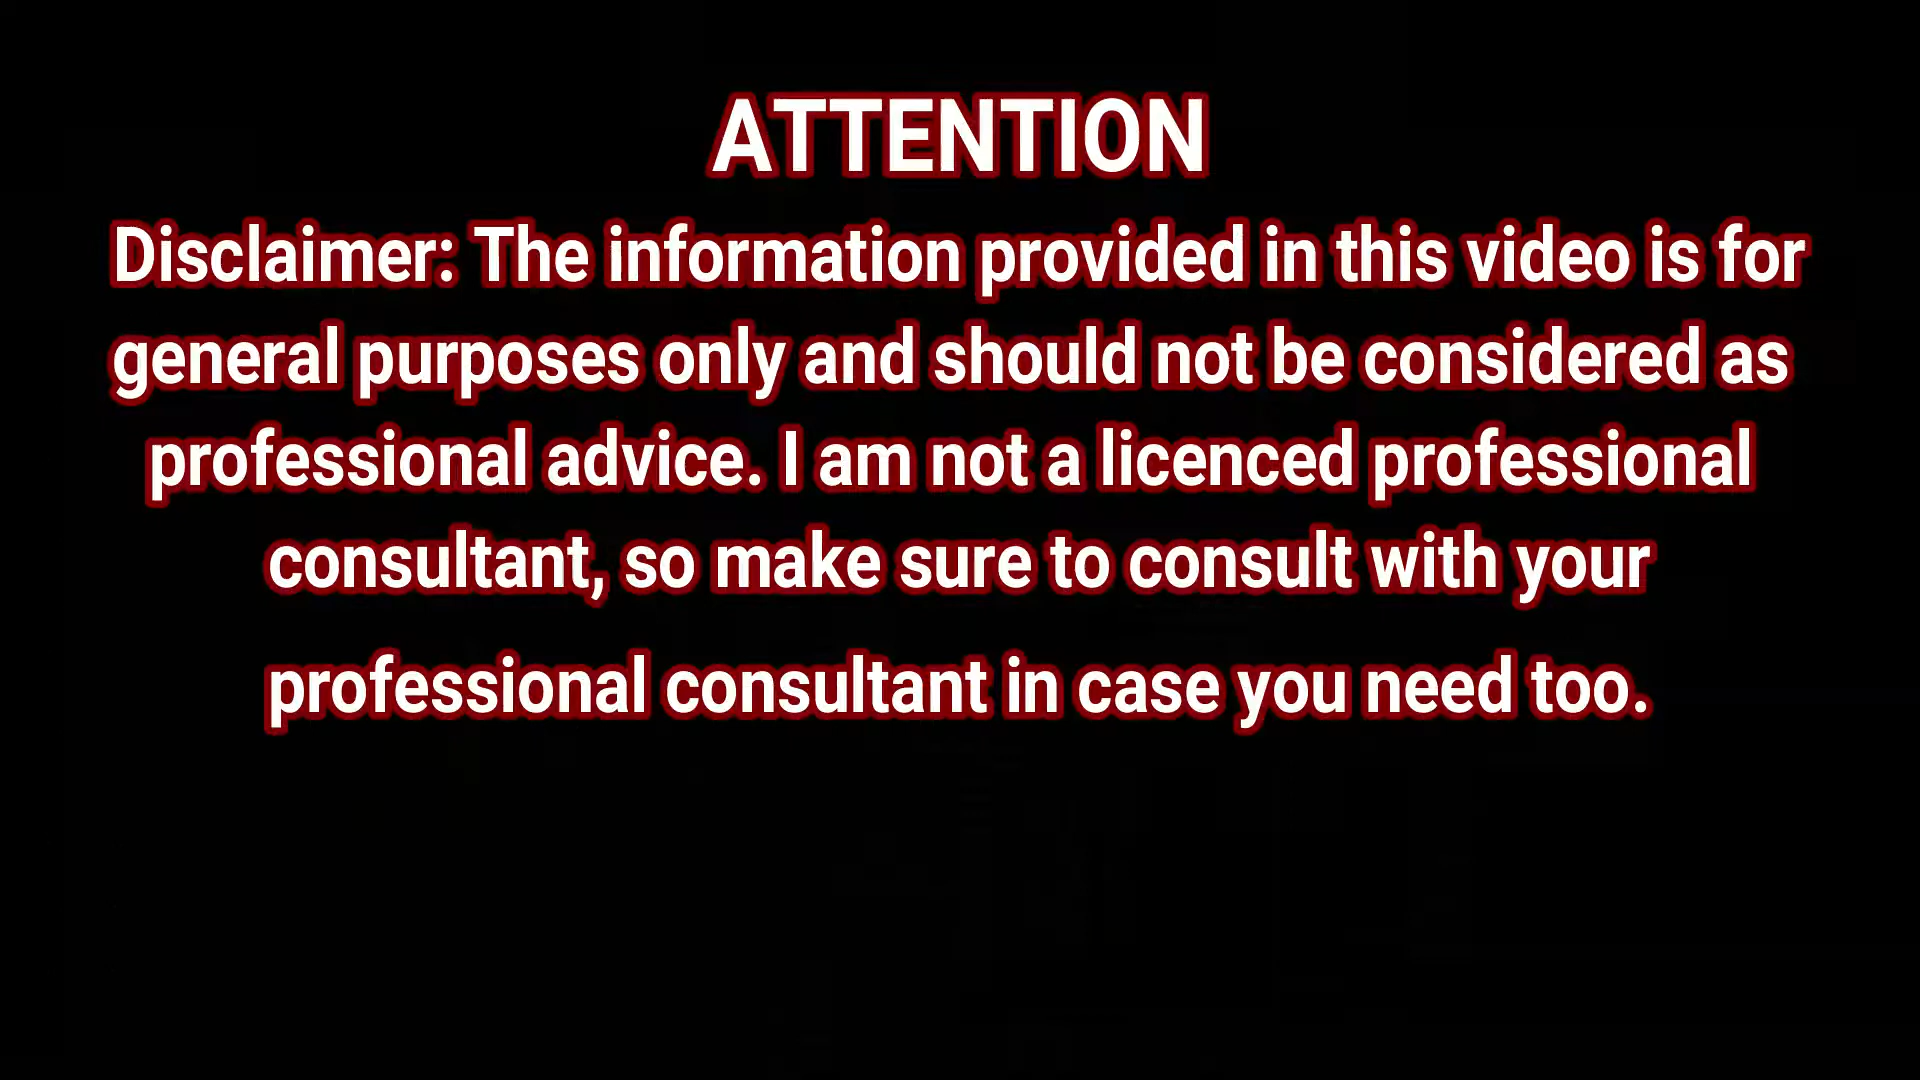 ATTENTION
Disclaimer: The information provided in this video is for
general purposes only and should not be considered as
professional advice. I am not a licenced professional
consultant, so make sure to consult with your
professional consultant in case you need too.